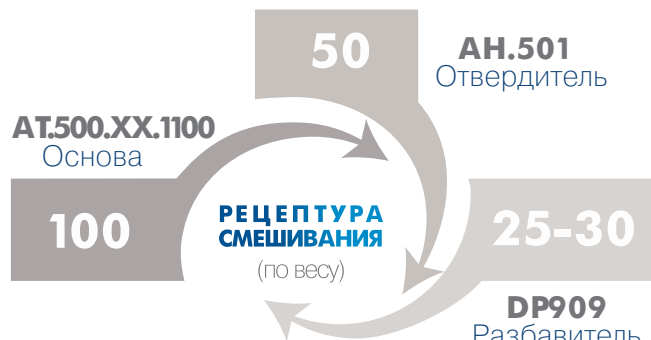 50
AH.501
Отвердитель
AT.500.XX.1100
Основа
100
РЕЦЕПТУРА
СМЕШИВАНИЯ
(по весу)
25-30
DP909
Разбавитель